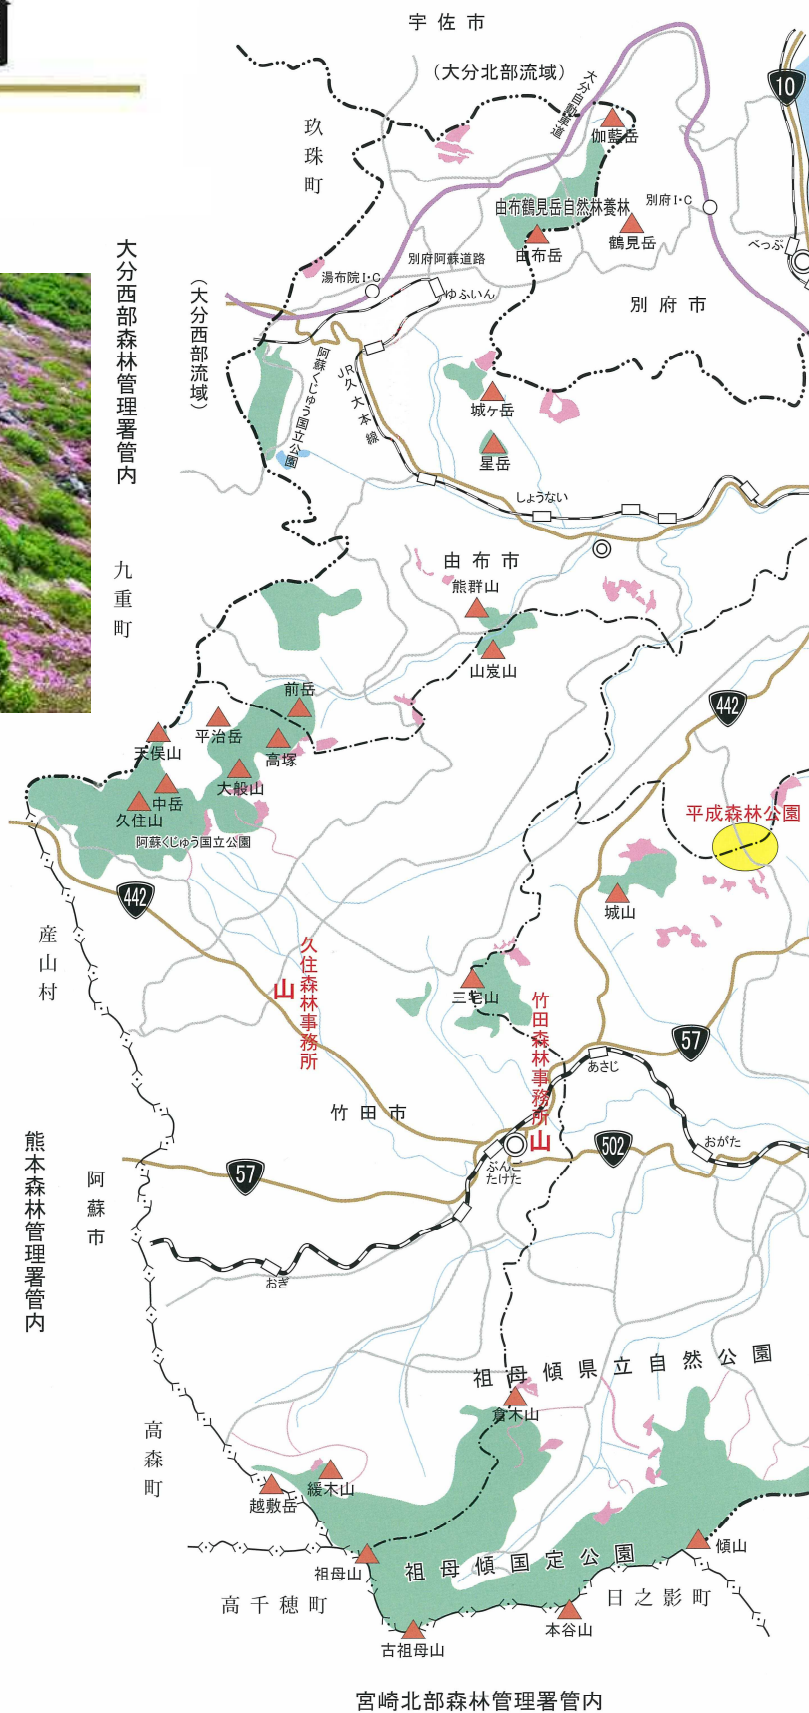 宇佐市
(大分北部流域)
10
大分自動車道
玖珠町
伽藍岳
由布鶴見岳自然休養林
別府I・C
由布岳
鶴見岳
べっぷ
大分西部森林管理署管内
(大分西部流域)
湯布院I・C
別府阿蘇道路
ゆふいん
別府市
阿蘇くじゅう国立公園
JR久大本線
城ヶ岳
星岳
しょうない
九重町
由布市
熊群山
山岌山
前岳
442
天俣山
平治岳
高塚
大船山
中岳
久住山
阿蘇くじゅう国立公園
平成森林公園
442
城山
産山村
久住森林事務所
山
三宅山
竹田森林事務所
山
57
あさじ
竹田市
熊本森林管理署管内
阿蘇市
57
ぶんご
たけた
502
おがた
おぎ
祖母傾県立自然公園
倉木山
高森町
越敷岳
緩木山
祖母山
祖母傾国定公園
傾山
高千穂町
日之影町
古祖母山
本谷山
宮崎北部森林管理署管内